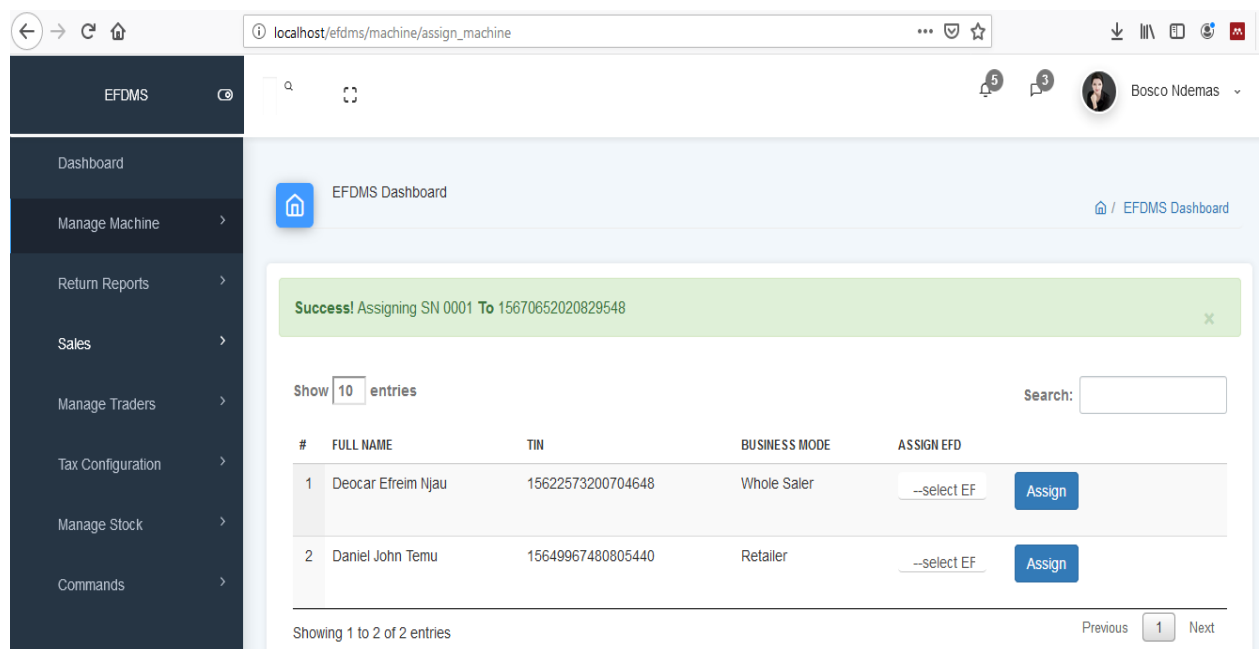 localhost/efdms/machine/assign_machine
EFDMS
5
3
Bosco Ndemas
Dashboard
Manage Machine
Return Reports
Sales
Manage Traders
Tax Configuration
Manage Stock
Commands
EFDMS Dashboard
/ EFDMS Dashboard
Success! Assigning SN 0001 To 15670652020829548
×
Show 10 entries
Search:
# FULL NAME TIN BUSINESS MODE ASSIGN EFD
1 Deocar Efreim Njau 15622573200704648 Whole Saler --select EF Assign
2 Daniel John Temu 15649967480805440 Retailer --select EF Assign
Showing 1 to 2 of 2 entries
Previous 1 Next